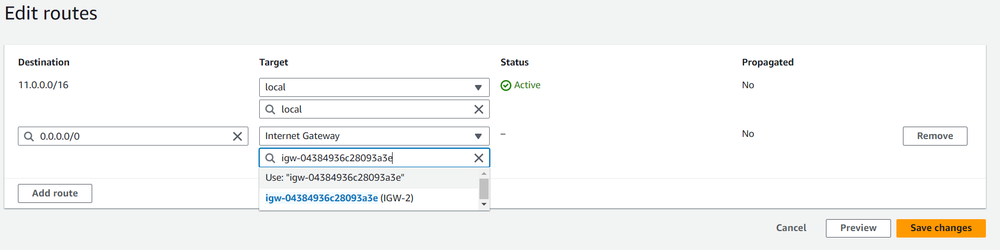 Edit routes
Destination Target Status Propagated
11.0.0.0/16 local Active No
local
0.0.0.0/0 Internet Gateway – No Remove
igw-04384936c28093a3e
Use: "igw-04384936c28093a3e"
Add route
igw-04384936c28093a3e (IGW-2)
Cancel Preview Save changes